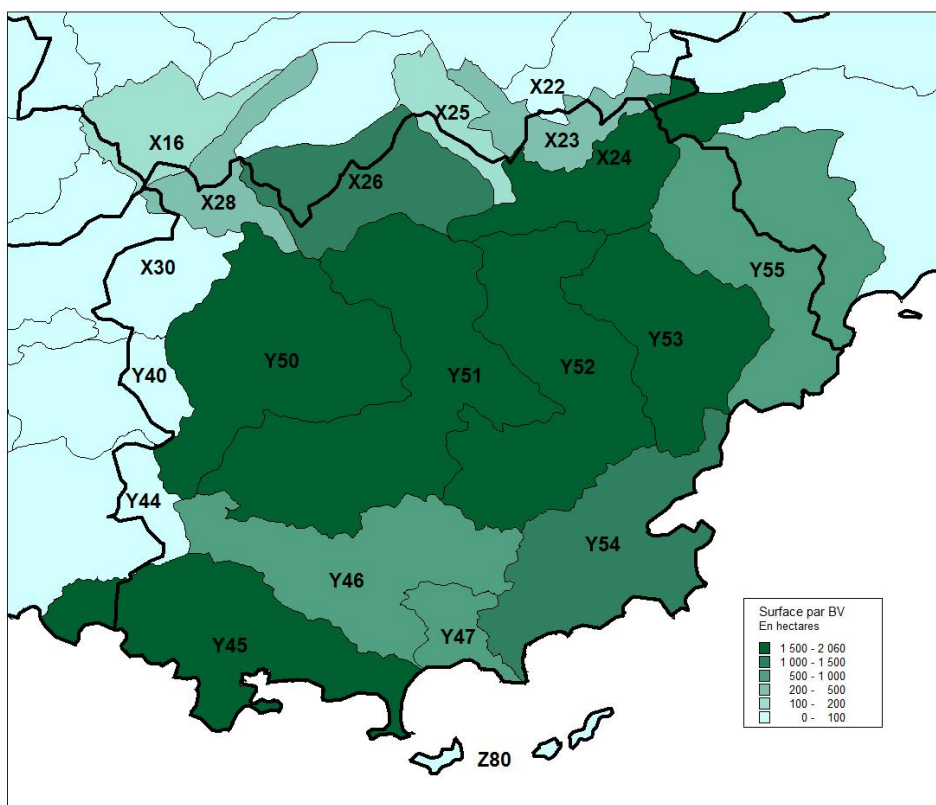 X22
X25
X16
X23
X24
X26
X28
X30
Y55
Y53
Y50
Y52
Y51
Y40
Y44
Y54
Y46
Y47
Y45
Z80
Surface par BV
En hectares
1 500 - 2 060
1 000 - 1 500
500 - 1 000
200 - 500
100 - 200
0 - 100